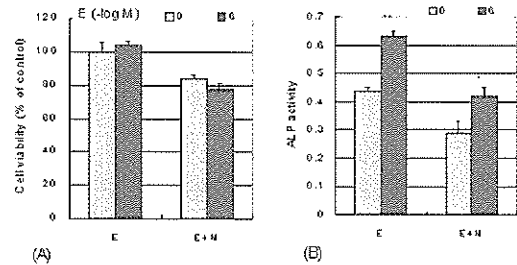 E (-log M) 0 6
Cell viability (% of control)
120
100
80
60
40
20
0
E E+N
(A)
0 6
ALP activity
0.7
0.6
0.5
0.4
0.3
0.2
0.1
0
E E+N
(B)